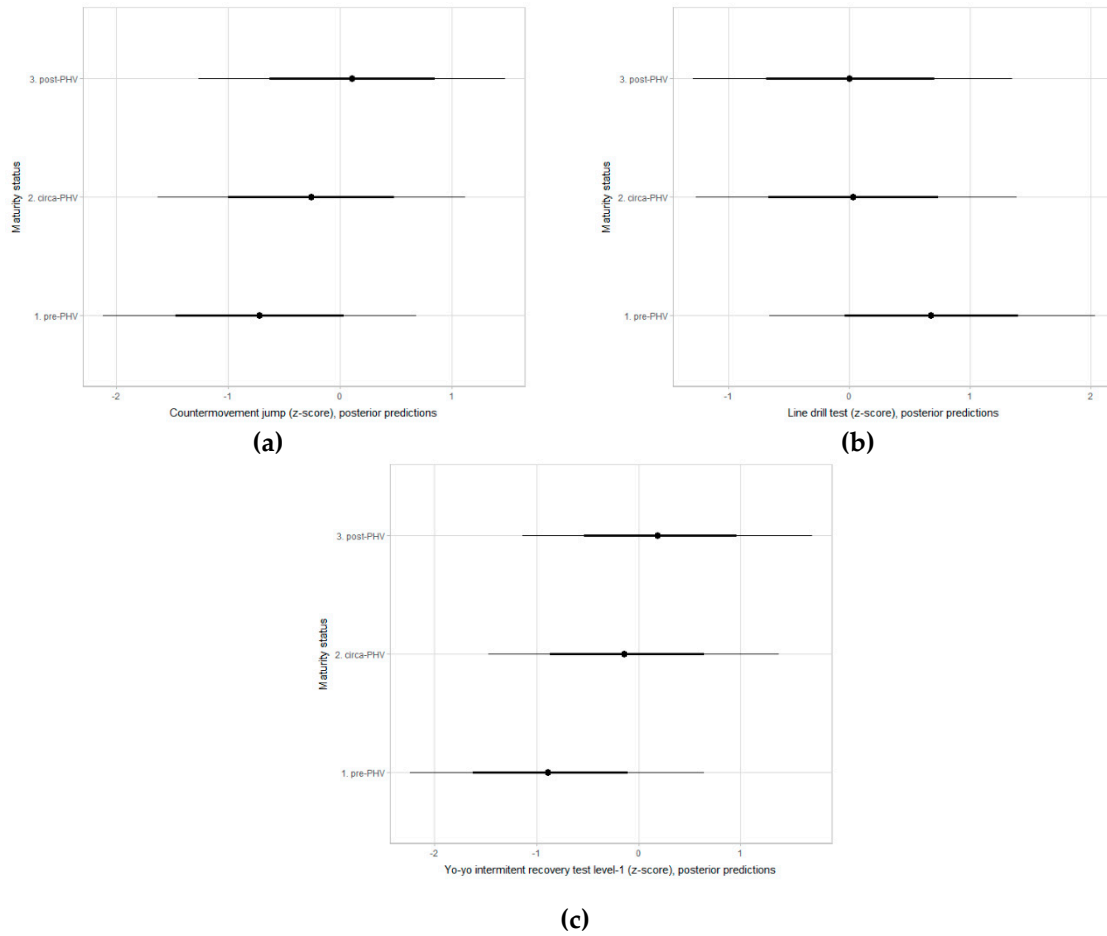 3. post-PHV
2. circa-PHV
1. pre-PHV
Maturity status
-2 -1 0 1
Countermovement jump (z-score), posterior predictions
(a)
3. post-PHV
2. circa-PHV
1. pre-PHV
Maturity status
-1 0 1 2
Line drill test (z-score), posterior predictions
(b)
3. post-PHV
2. circa-PHV
1. pre-PHV
Maturity status
-2 -1 0 1
Yo-yo intermitent recovery test level-1 (z-score), posterior predictions
(c)